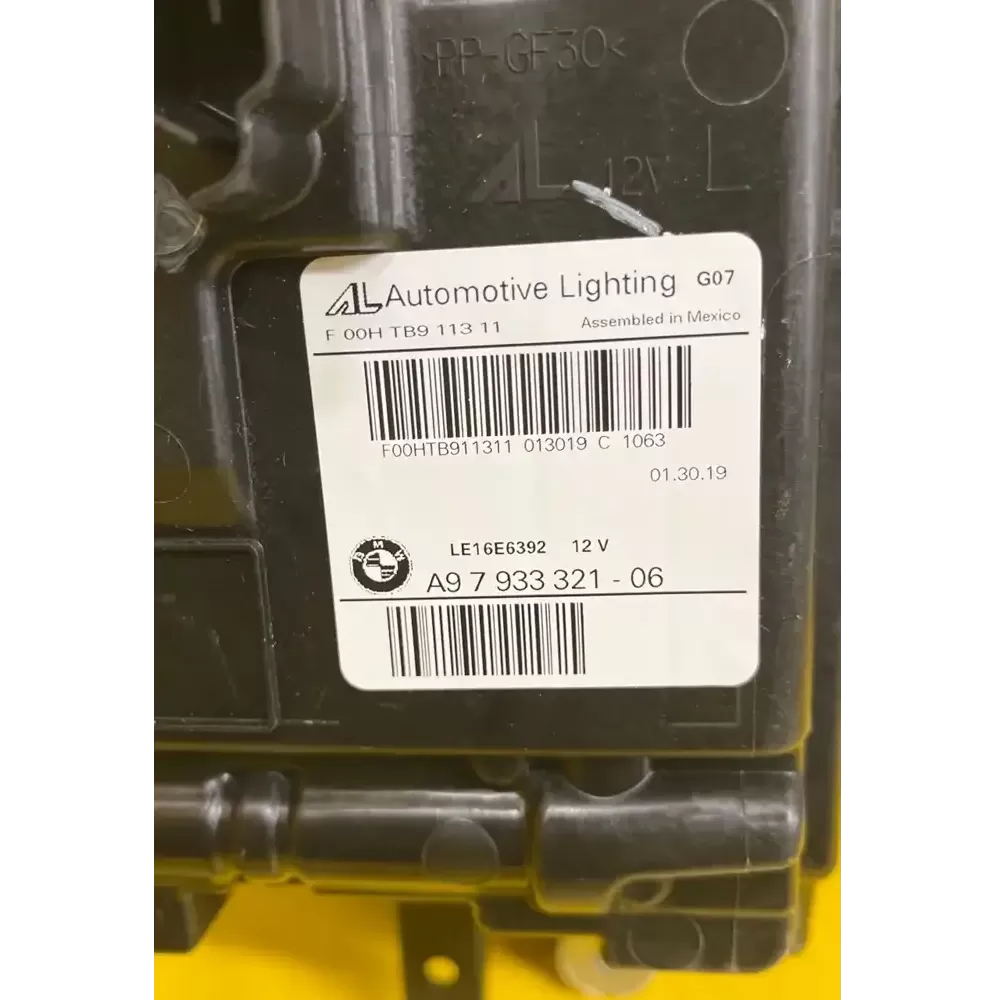 >PP-GF30<
AL 12V L
AL Automotive Lighting G07
F 00H TB9 113 11 Assembled in Mexico
F00HTB911311 013019 C 1063
01.30.19
BMW
LE16E6392 12 V
A9 7 933 321 - 06